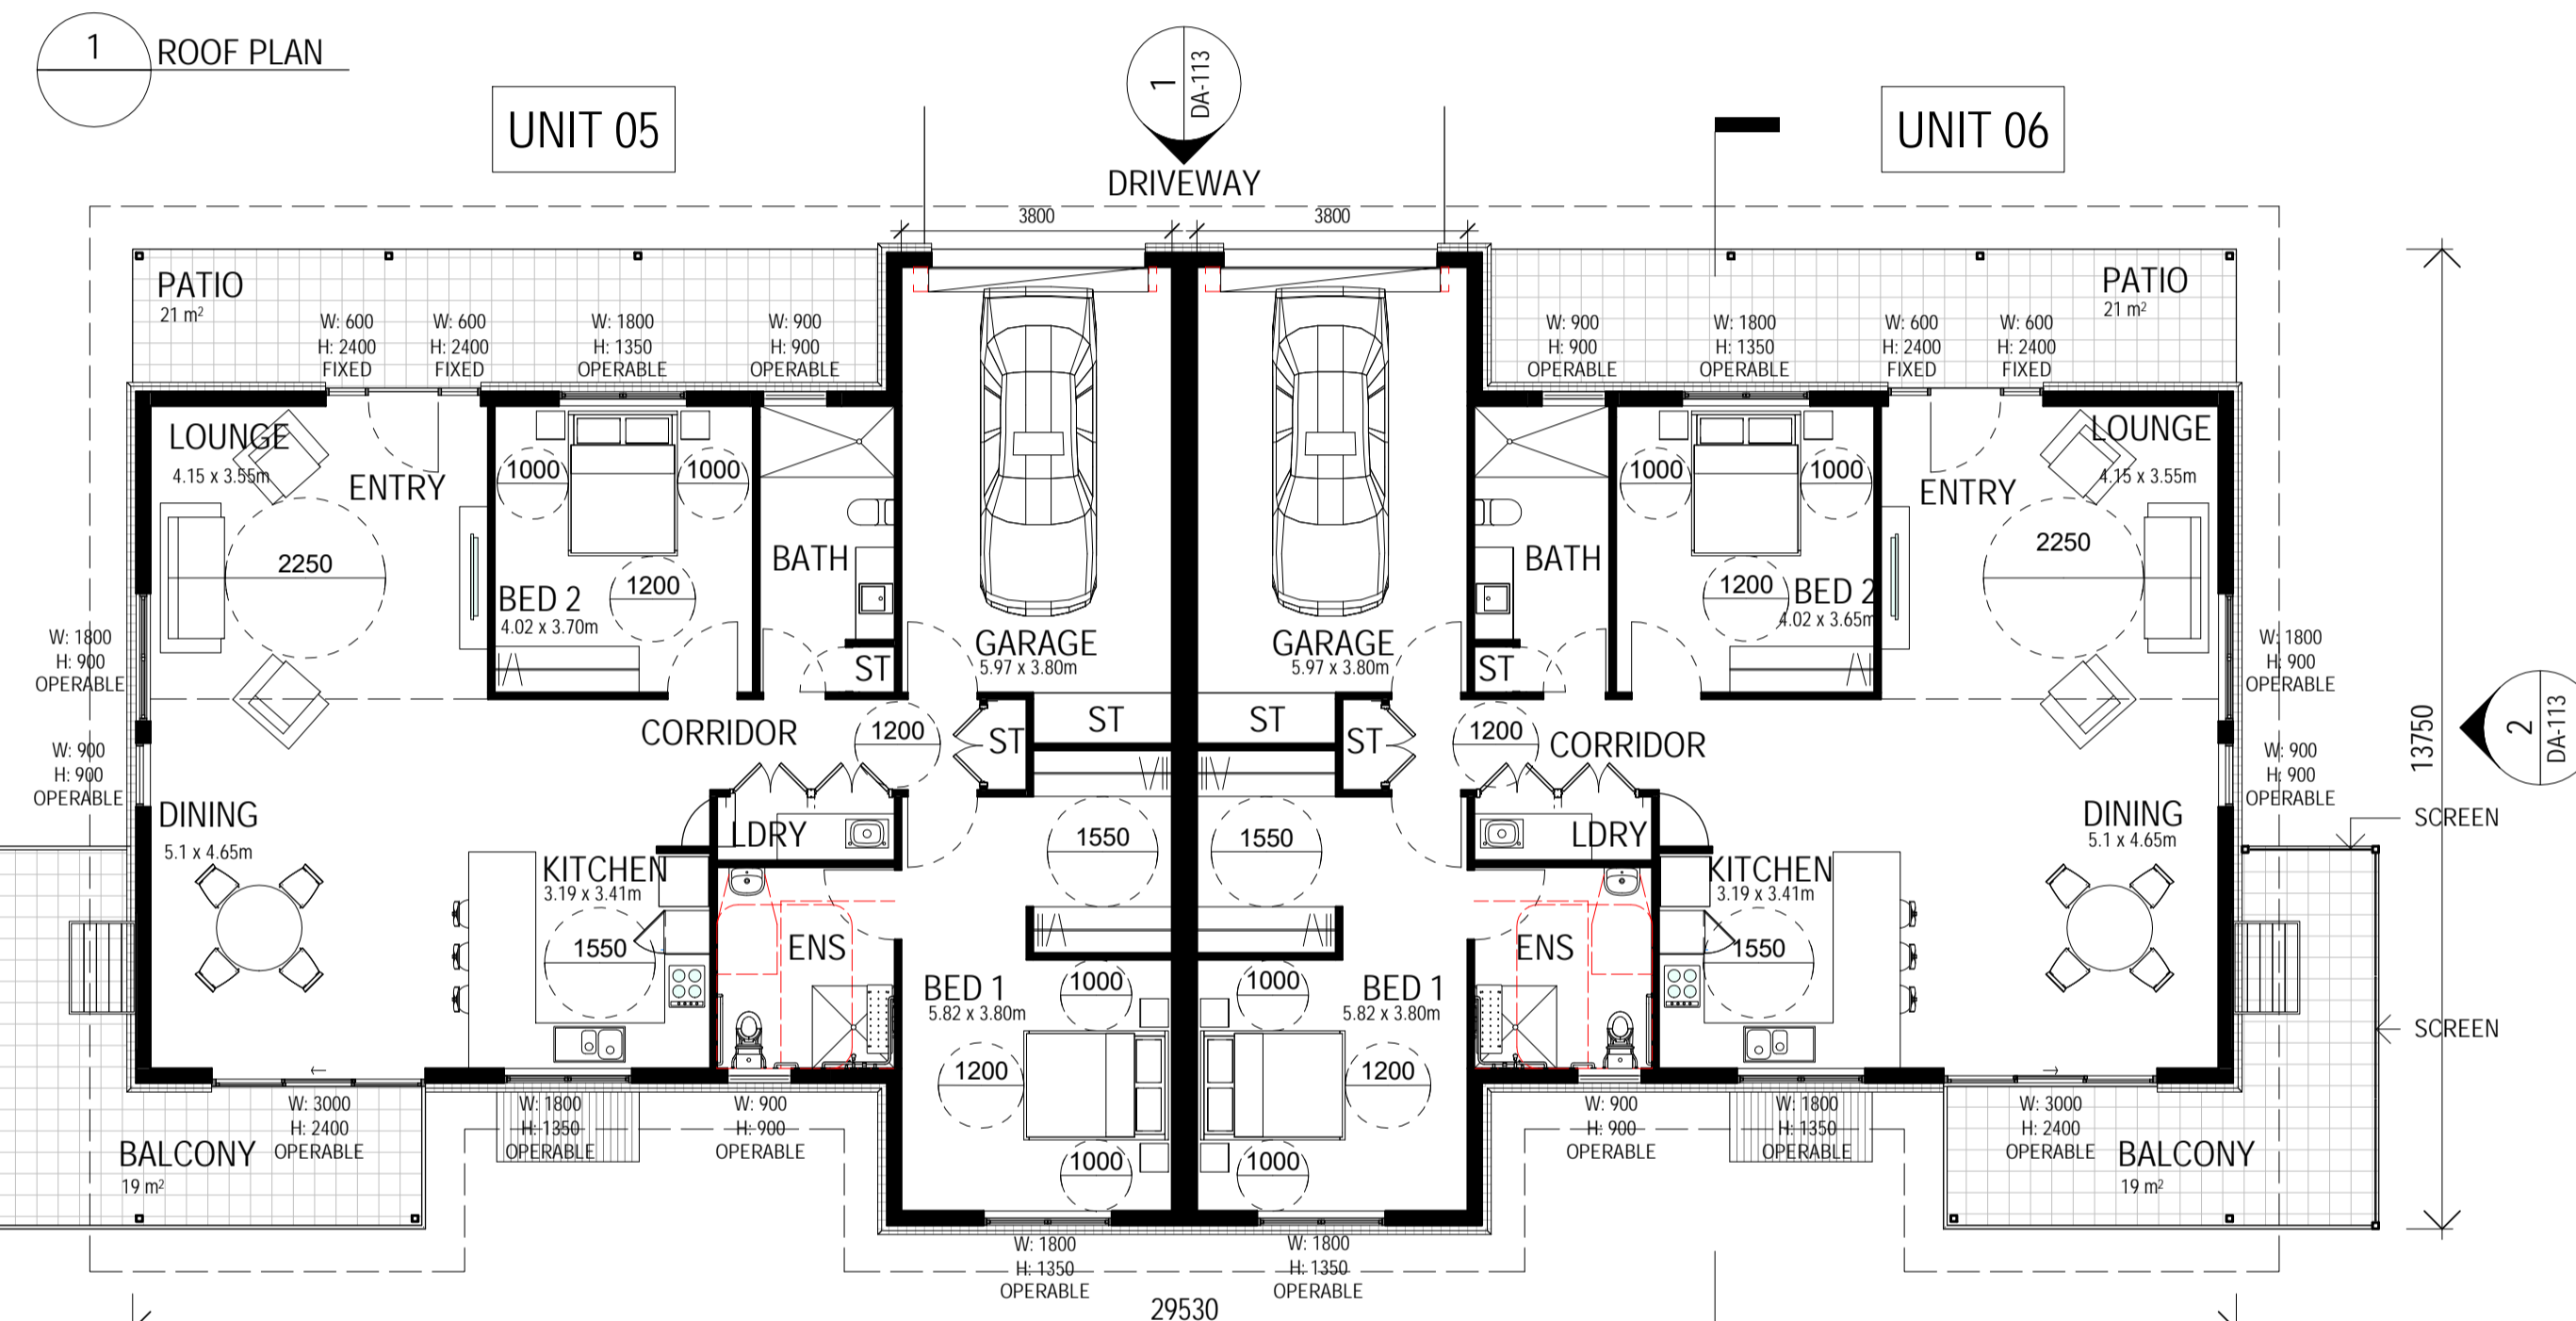 1
ROOF PLAN
UNIT 05
1
DA-113
UNIT 06
DRIVEWAY
3800
3800
PATIO
21 m²
W: 600
H: 2400
FIXED
W: 600
H: 2400
FIXED
W: 1800
H: 1350
OPERABLE
W: 900
H: 900
OPERABLE
W: 900
H: 900
OPERABLE
W: 1800
H: 1350
OPERABLE
W: 600
H: 2400
FIXED
W: 600
H: 2400
FIXED
PATIO
21 m²
LOUNGE
4.15 x 3.55m
ENTRY
2250
1000
1000
BED 2
4.02 x 3.70m
1200
BATH
ST
GARAGE
5.97 x 3.80m
GARAGE
5.97 x 3.80m
BATH
ST
1000
1000
1200
BED 2
4.02 x 3.65m
ENTRY
LOUNGE
4.15 x 3.55m
2250
W: 1800
H: 900
OPERABLE
W: 900
H: 900
OPERABLE
CORRIDOR
1200
ST
ST
ST
ST
1200
CORRIDOR
W: 1800
H: 900
OPERABLE
W: 900
H: 900
OPERABLE
13750
2
DA-113
SCREEN
SCREEN
DINING
5.1 x 4.65m
KITCHEN
3.19 x 3.41m
1550
LDRY
ENS
1550
BED 1
5.82 x 3.80m
1000
1200
1000
1550
BED 1
5.82 x 3.80m
1000
1200
1000
LDRY
ENS
KITCHEN
3.19 x 3.41m
1550
DINING
5.1 x 4.65m
BALCONY
19 m²
W: 3000
H: 2400
OPERABLE
W: 1800
H: 1350
OPERABLE
W: 900
H: 900
OPERABLE
W: 1800
H: 1350
OPERABLE
W: 1800
H: 1350
OPERABLE
W: 900
H: 900
OPERABLE
W: 1800
H: 1350
OPERABLE
W: 3000
H: 2400
OPERABLE
BALCONY
19 m²
29530